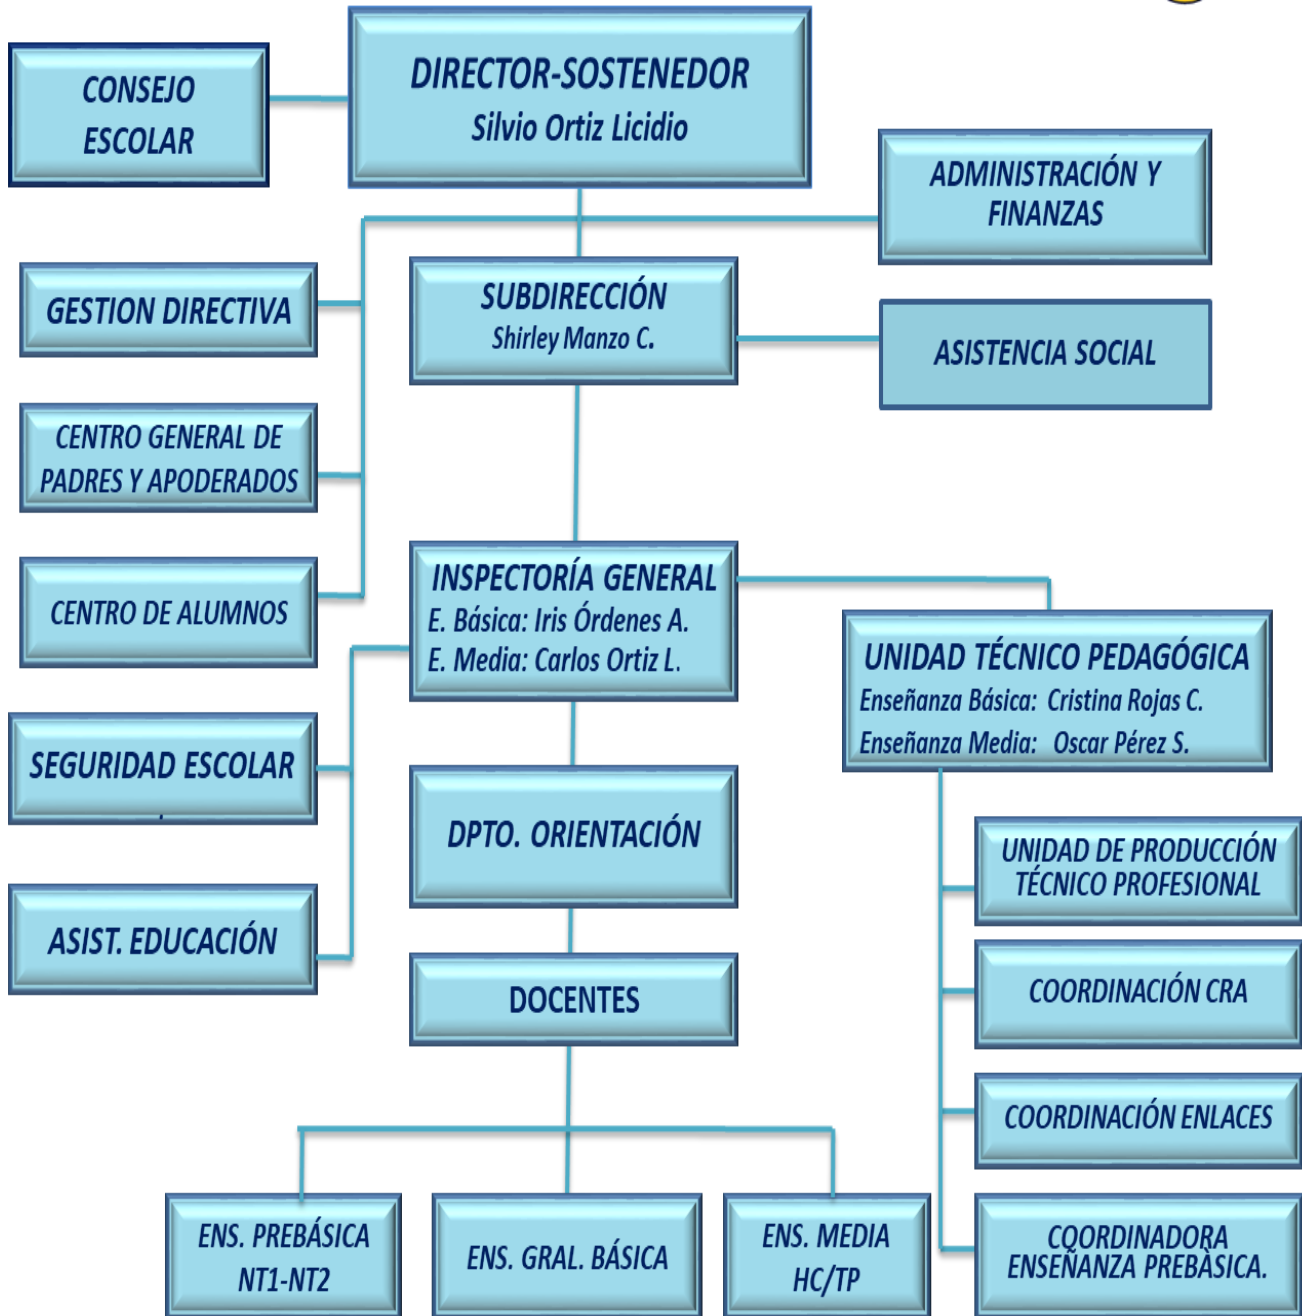 CONSEJO
ESCOLAR
DIRECTOR-SOSTENEDOR
Silvio Ortiz Licidio
ADMINISTRACIÓN Y
FINANZAS
GESTION DIRECTIVA
SUBDIRECCIÓN
Shirley Manzo C.
ASISTENCIA SOCIAL
CENTRO GENERAL DE
PADRES Y APODERADOS
CENTRO DE ALUMNOS
INSPECTORÍA GENERAL
E. Básica: Iris Órdenes A.
E. Media: Carlos Ortiz L.
UNIDAD TÉCNICO PEDAGÓGICA
Enseñanza Básica: Cristina Rojas C.
Enseñanza Media: Oscar Pérez S.
SEGURIDAD ESCOLAR
DPTO. ORIENTACIÓN
UNIDAD DE PRODUCCIÓN
TÉCNICO PROFESIONAL
ASIST. EDUCACIÓN
DOCENTES
COORDINACIÓN CRA
COORDINACIÓN ENLACES
ENS. PREBÁSICA
NT1-NT2
ENS. GRAL. BÁSICA
ENS. MEDIA
HC/TP
COORDINADORA
ENSEÑANZA PREBÀSICA.